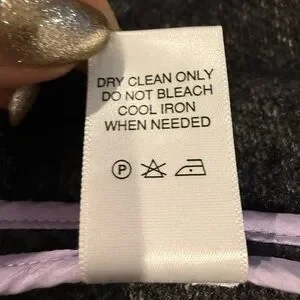 DRY CLEAN ONLY
DO NOT BLEACH
COOL IRON
WHEN NEEDED
P